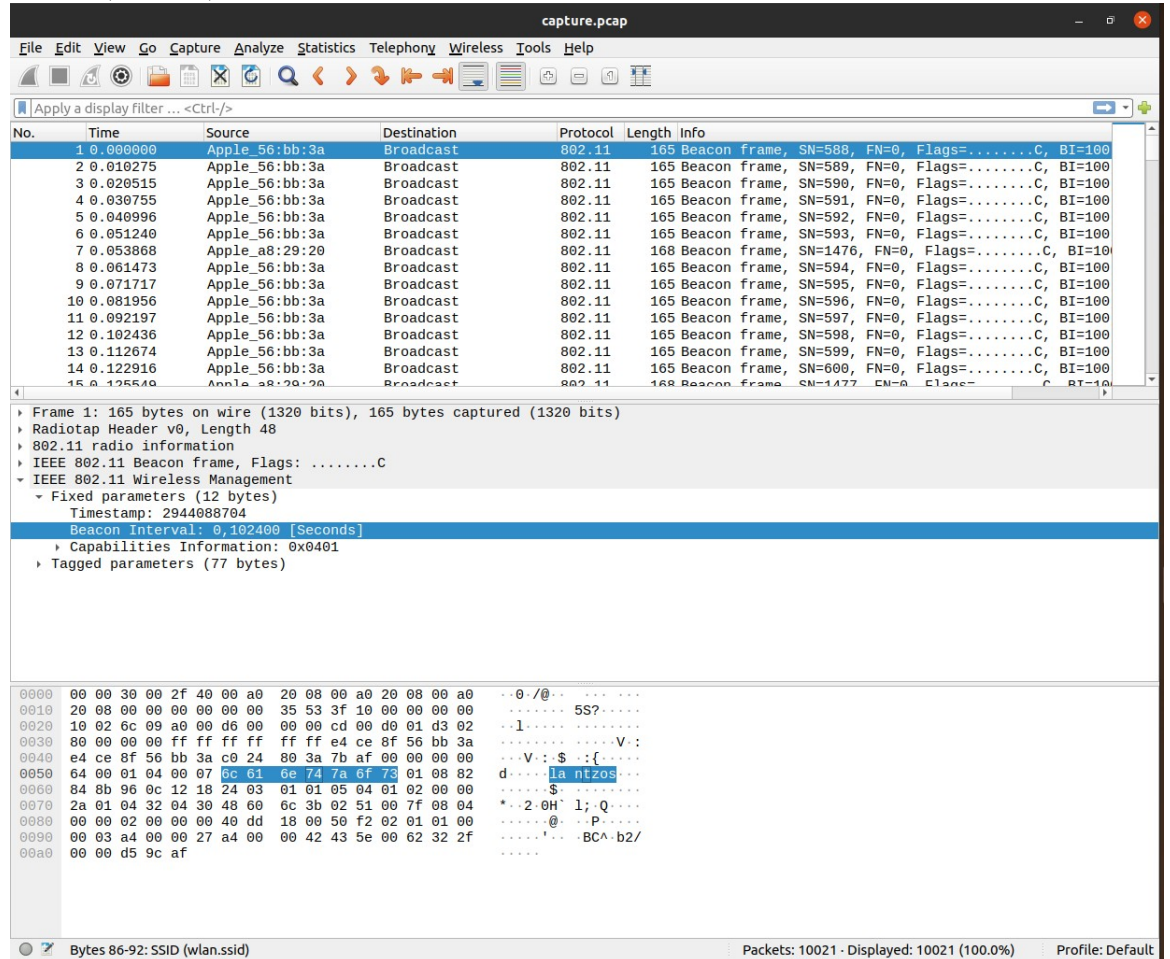 capture.pcap
File Edit View Go Capture Analyze Statistics Telephony Wireless Tools Help
Apply a display filter ... <Ctrl-/>
No. Time Source Destination Protocol Length Info
1 0.000000 Apple_56:bb:3a Broadcast 802.11 165 Beacon frame, SN=588, FN=0, Flags=........C, BI=100
2 0.010275 Apple_56:bb:3a Broadcast 802.11 165 Beacon frame, SN=589, FN=0, Flags=........C, BI=100
3 0.020515 Apple_56:bb:3a Broadcast 802.11 165 Beacon frame, SN=590, FN=0, Flags=........C, BI=100
4 0.030755 Apple_56:bb:3a Broadcast 802.11 165 Beacon frame, SN=591, FN=0, Flags=........C, BI=100
5 0.040996 Apple_56:bb:3a Broadcast 802.11 165 Beacon frame, SN=592, FN=0, Flags=........C, BI=100
6 0.051240 Apple_56:bb:3a Broadcast 802.11 165 Beacon frame, SN=593, FN=0, Flags=........C, BI=100
7 0.053868 Apple_a8:29:20 Broadcast 802.11 168 Beacon frame, SN=1476, FN=0, Flags=........C, BI=10
8 0.061473 Apple_56:bb:3a Broadcast 802.11 165 Beacon frame, SN=594, FN=0, Flags=........C, BI=100
9 0.071717 Apple_56:bb:3a Broadcast 802.11 165 Beacon frame, SN=595, FN=0, Flags=........C, BI=100
10 0.081956 Apple_56:bb:3a Broadcast 802.11 165 Beacon frame, SN=596, FN=0, Flags=........C, BI=100
11 0.092197 Apple_56:bb:3a Broadcast 802.11 165 Beacon frame, SN=597, FN=0, Flags=........C, BI=100
12 0.102436 Apple_56:bb:3a Broadcast 802.11 165 Beacon frame, SN=598, FN=0, Flags=........C, BI=100
13 0.112674 Apple_56:bb:3a Broadcast 802.11 165 Beacon frame, SN=599, FN=0, Flags=........C, BI=100
14 0.122916 Apple_56:bb:3a Broadcast 802.11 165 Beacon frame, SN=600, FN=0, Flags=........C, BI=100
15 0.125549 Apple_a8:29:20 Broadcast 802.11 168 Beacon frame, SN=1477, FN=0, Flags=........C, BI=10
Frame 1: 165 bytes on wire (1320 bits), 165 bytes captured (1320 bits)
Radiotap Header v0, Length 48
802.11 radio information
IEEE 802.11 Beacon frame, Flags: ........C
IEEE 802.11 Wireless Management
Fixed parameters (12 bytes)
Timestamp: 2944088704
Beacon Interval: 0,102400 [Seconds]
Capabilities Information: 0x0401
Tagged parameters (77 bytes)
0000 00 00 30 00 2f 40 00 a0 20 08 00 a0 20 08 00 a0 ··0·/@·· ··· ···
0010 20 08 00 00 00 00 00 00 35 53 3f 10 00 00 00 00 ······· 5S?·····
0020 10 02 6c 09 a0 00 d6 00 00 00 cd 00 d0 01 d3 02 ··l····· ········
0030 80 00 00 00 ff ff ff ff ff ff e4 ce 8f 56 bb 3a ········ ·····V·:
0040 e4 ce 8f 56 bb 3a c0 24 80 3a 7b af 00 00 00 00 ···V·:·$ ·:{·····
0050 64 00 01 04 00 07 6c 61 6e 74 7a 6f 73 01 08 82 d·····la ntzos···
0060 84 8b 96 0c 12 18 24 03 01 01 05 04 01 02 00 00 ······$· ········
0070 2a 01 04 32 04 30 48 60 6c 3b 02 51 00 7f 08 04 *··2·0H` l;·Q····
0080 00 00 02 00 00 00 40 dd 18 00 50 f2 02 01 01 00 ······@· ··P·····
0090 00 03 a4 00 00 27 a4 00 00 42 43 5e 00 62 32 2f ·····'·· ·BC^·b2/
00a0 00 00 d5 9c af ·····
Bytes 86-92: SSID (wlan.ssid) Packets: 10021 · Displayed: 10021 (100.0%) Profile: Default